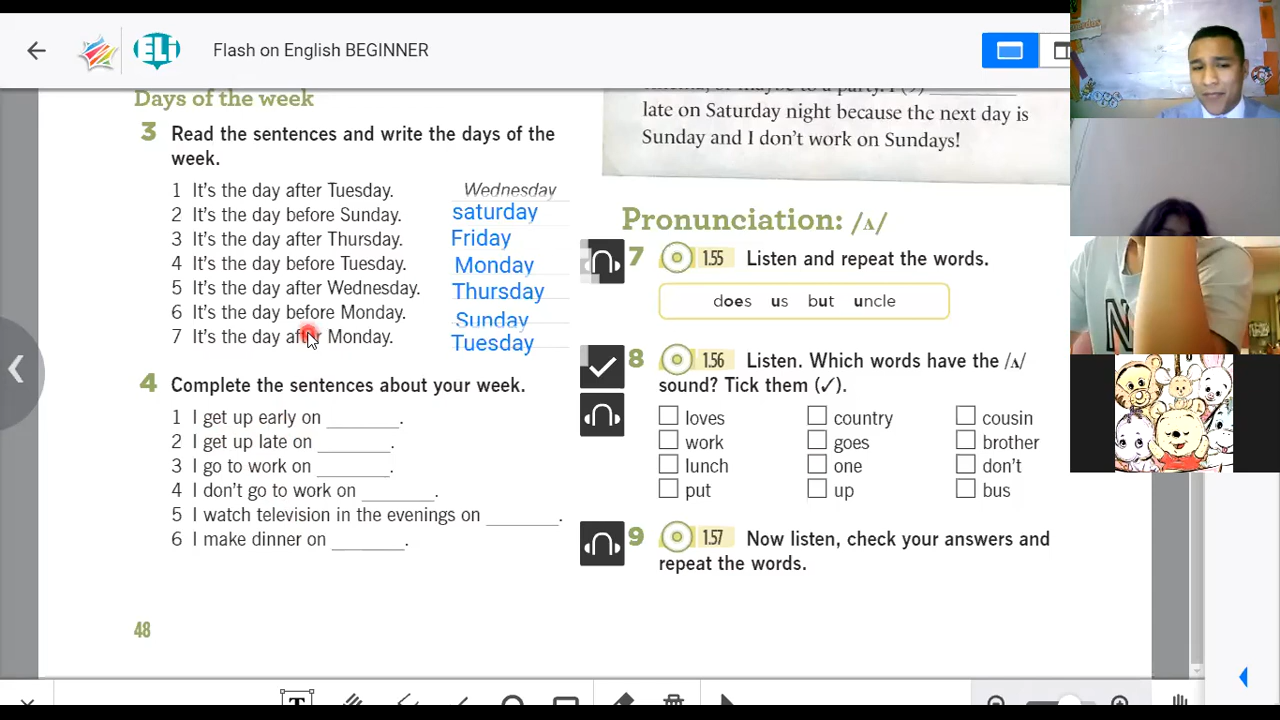 Flash on English BEGINNER
Days of the week
3 Read the sentences and write the days of the
week.
1 It's the day after Tuesday. Wednesday
2 It's the day before Sunday. saturday
3 It's the day after Thursday. Friday
4 It's the day before Tuesday. Monday
5 It's the day after Wednesday. Thursday
6 It's the day before Monday. Sunday
7 It's the day after Monday. Tuesday
4 Complete the sentences about your week.
1 I get up early on ________.
2 I get up late on ________.
3 I go to work on ________.
4 I don't go to work on ________.
5 I watch television in the evenings on ________.
6 I make dinner on ________.
48
late on Saturday night because the next day is
Sunday and I don't work on Sundays!
Pronunciation: /ʌ/
7 1.55 Listen and repeat the words.
does us but uncle
8 1.56 Listen. Which words have the /ʌ/
sound? Tick them (✓).
loves country cousin
work goes brother
lunch one don't
put up bus
9 1.57 Now listen, check your answers and
repeat the words.